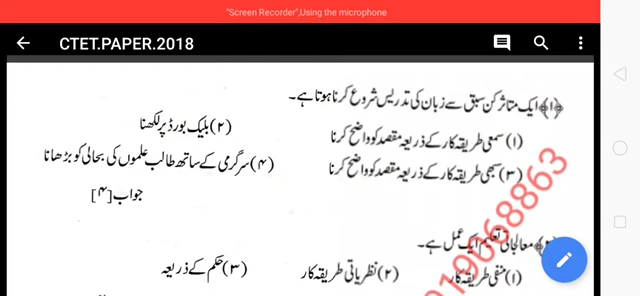 "Screen Recorder",Using the microphone
CTET.PAPER.2018
﴿۱﴾ ایک متاثر کن سبق سے زبان کی تدریس شروع کرنا ہوتا ہے۔
(۱) سمعی طریقہ کار کے ذریعہ مقصد کو واضح کرنا (۲) بلیک بورڈ پر لکھنا
(۳) سبھی طریقہ کار کے ذریعہ مقصد کو واضح کرنا (۴) سرگرمی کے ساتھ طالب علموں کی بحالی کو بڑھانا
جواب [۴]
معالجاتی تعلیم ایک عمل ہے۔
(۱) منفی طریقہ کار (۲) نظریاتی طریقہ کار (۳) حکم کے ذریعہ
919968863